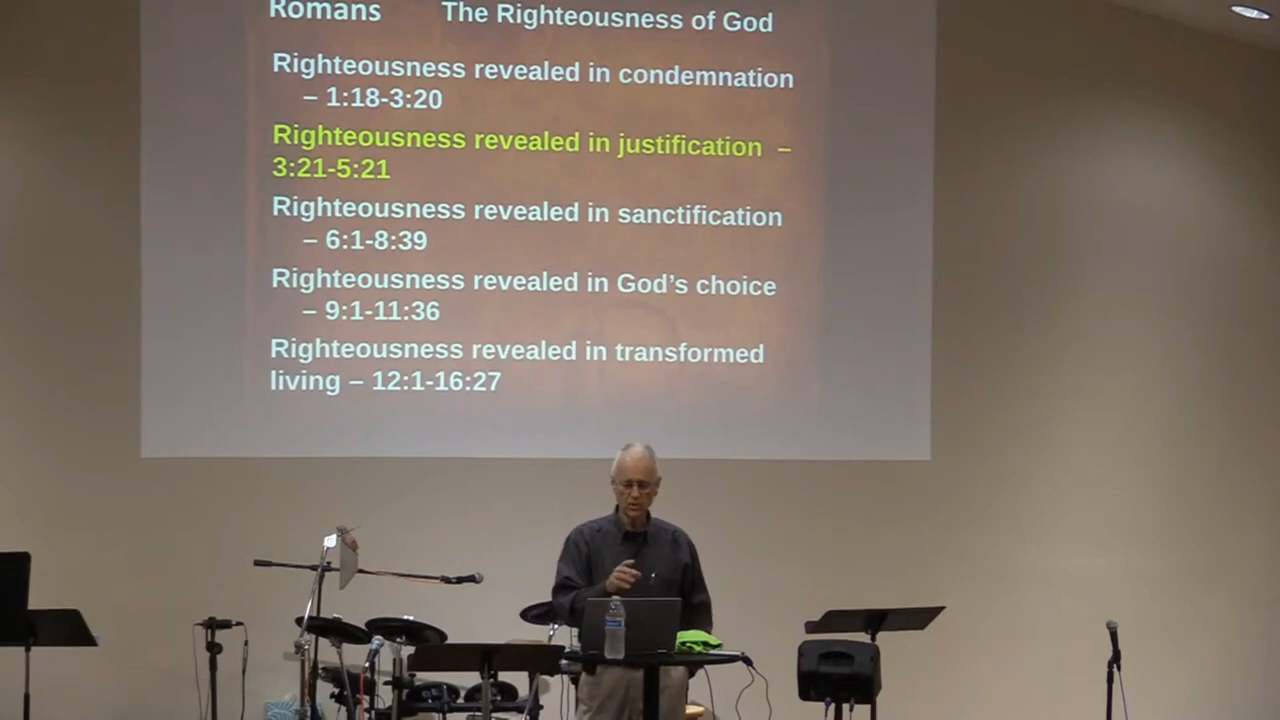 Romans The Righteousness of God
Righteousness revealed in condemnation
– 1:18-3:20
Righteousness revealed in justification –
3:21-5:21
Righteousness revealed in sanctification
– 6:1-8:39
Righteousness revealed in God’s choice
– 9:1-11:36
Righteousness revealed in transformed
living – 12:1-16:27